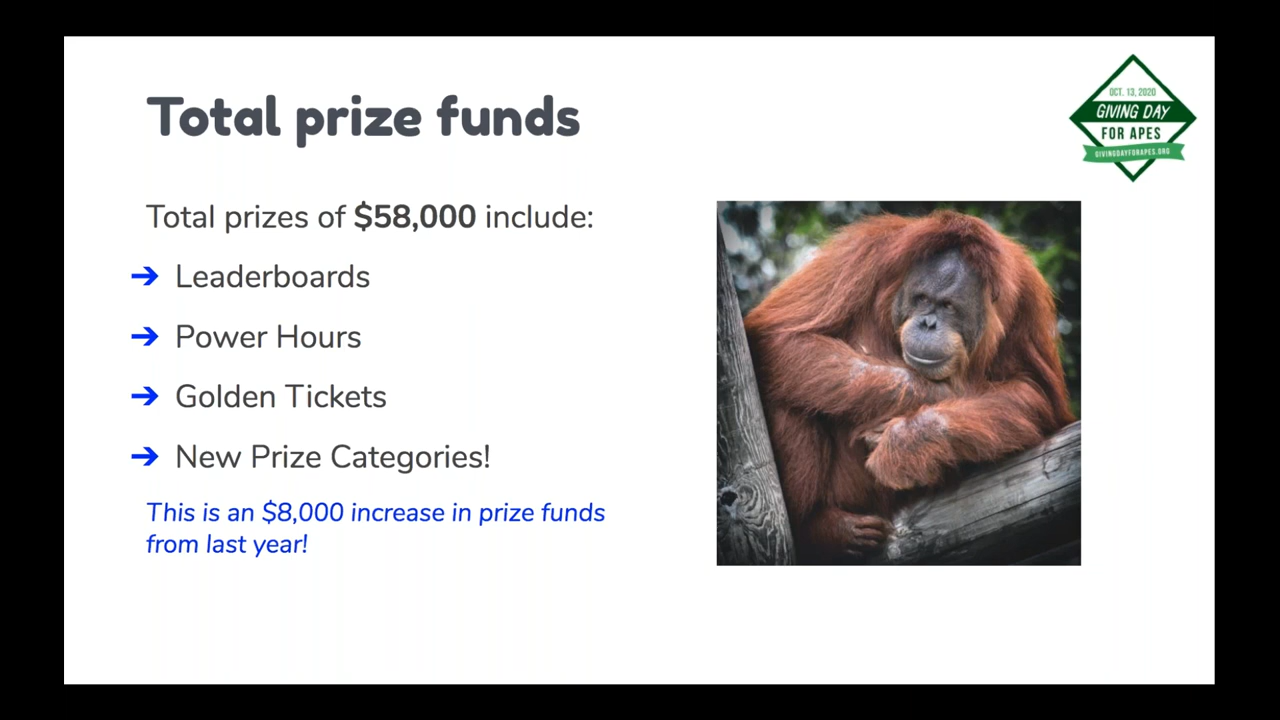 Total prize funds
OCT. 13, 2020
GIVING DAY
FOR APES
GIVINGDAYFORAPES.ORG
Total prizes of $58,000 include:
➔ Leaderboards
➔ Power Hours
➔ Golden Tickets
➔ New Prize Categories!
This is an $8,000 increase in prize funds
from last year!